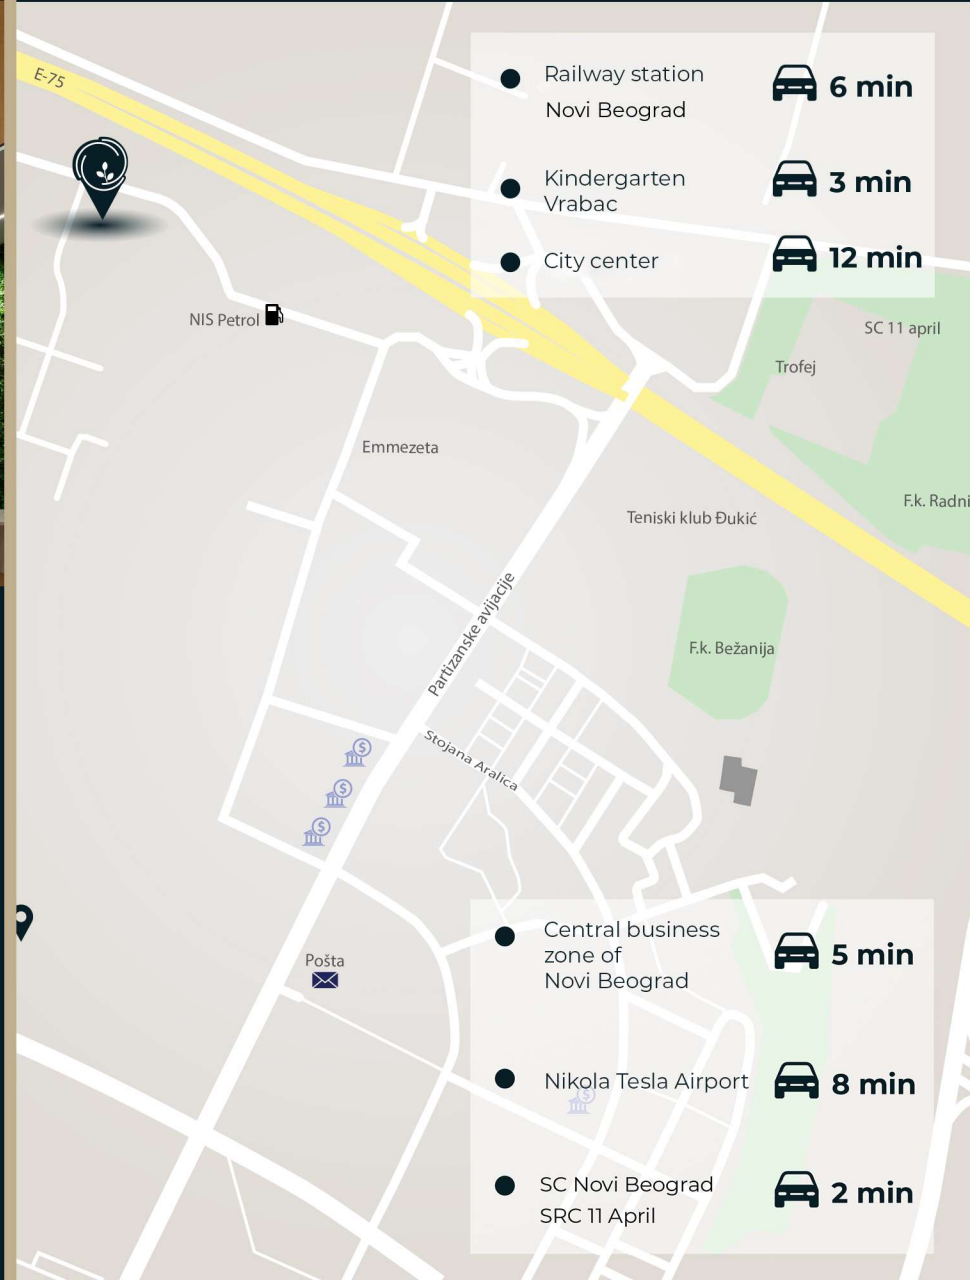 E-75
Railway station
6 min
Novi Beograd
Kindergarten
3 min
Vrabac
City center
12 min
NIS Petrol
SC 11 april
Trofej
Emmezeta
F.k. Radni
Teniski klub Đukić
Partizanske avijacije
F.k. Bežanija
Stojana Aralica
Central business
zone of
5 min
Novi Beograd
Pošta
Nikola Tesla Airport
8 min
SC Novi Beograd
2 min
SRC 11 April